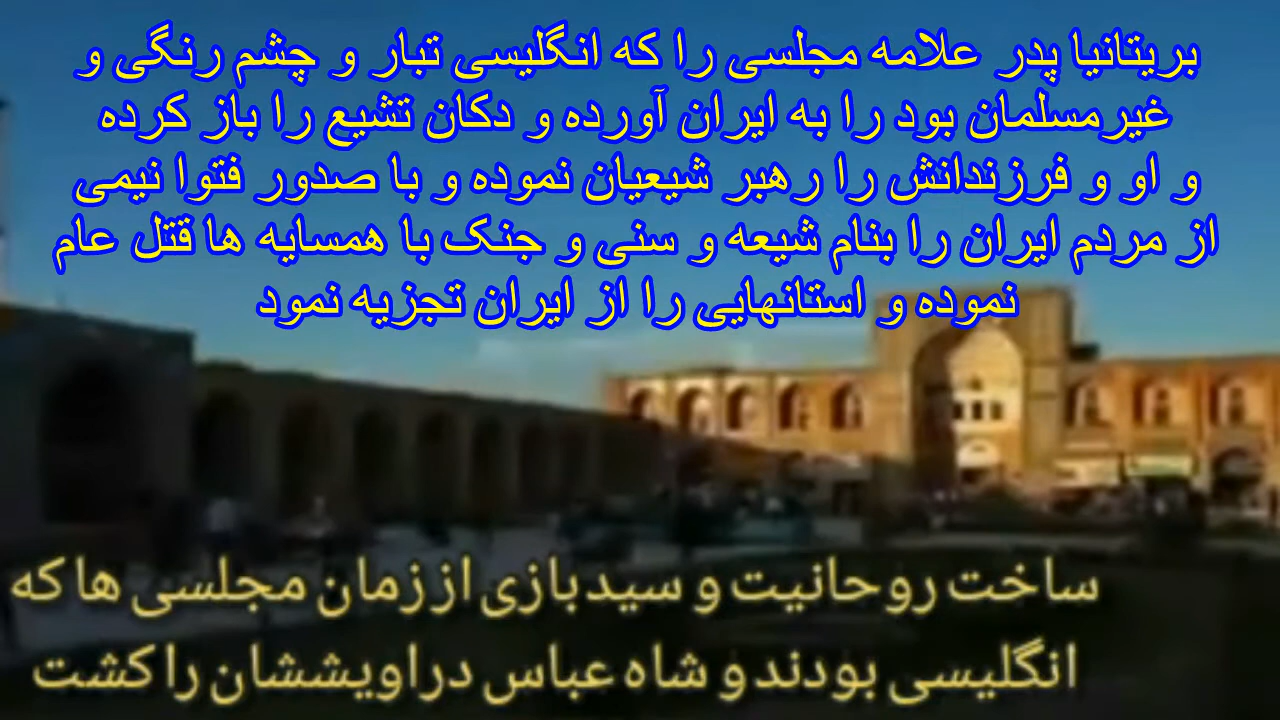 بریتانیا پدر علامه مجلسی را که انگلیسی تبار و چشم رنگی و
غیرمسلمان بود را به ایران آورده و دکان تشیع را باز کرده
و او و فرزندانش را رهبر شیعیان نموده و با صدور فتوا نیمی
از مردم ایران را بنام شیعه و سنی و جنک با همسایه ها قتل عام
نموده و استانهایی را از ایران تجزیه نمود
ساخت روحانیت و سیدبازی از زمان مجلسی ها که
انگلیسی بودند و شاه عباس دراویششان را کشت